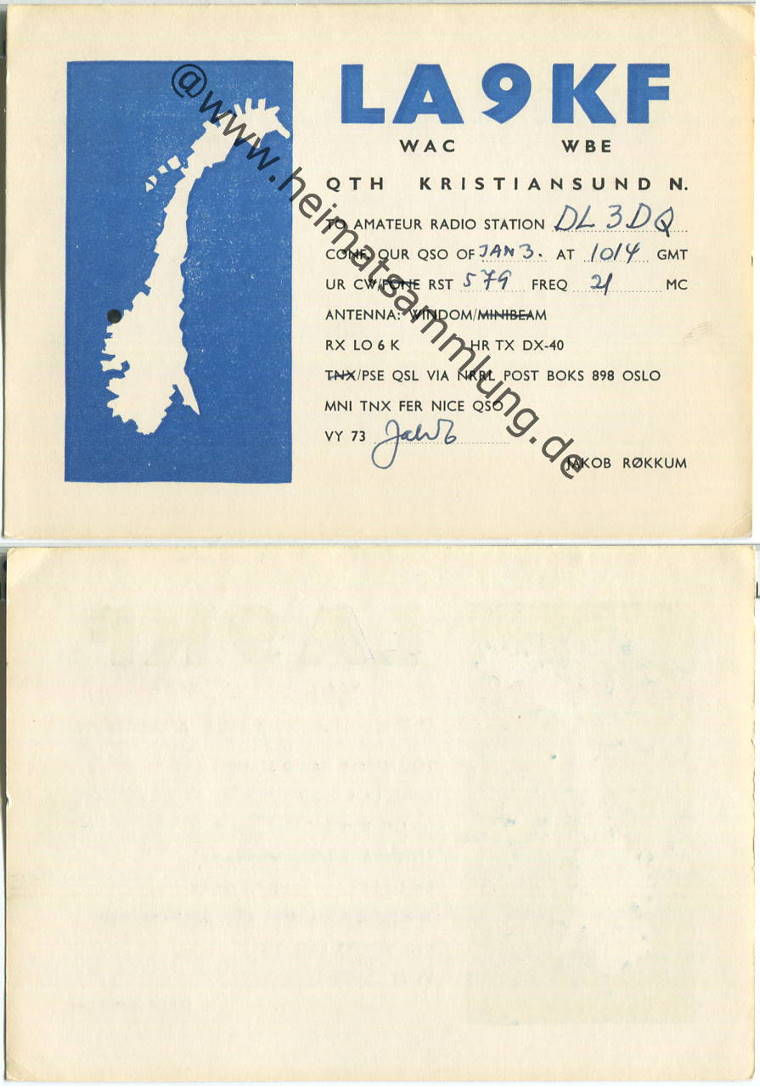 LA9KF
WAC WBE
QTH KRISTIANSUND N.
TO AMATEUR RADIO STATION DL3DQ
CONF. OUR QSO OF JAN 3. AT 1014 GMT
UR CW/FONE RST 579 FREQ 21 MC
ANTENNA: WINDOM/MINIBEAM
RX LO 6 K HR TX DX-40
TNX/PSE QSL VIA NRRL POST BOKS 898 OSLO
MNI TNX FER NICE QSO
VY 73 Jakob
JAKOB RØKKUM
@www.heimatsammlung.de